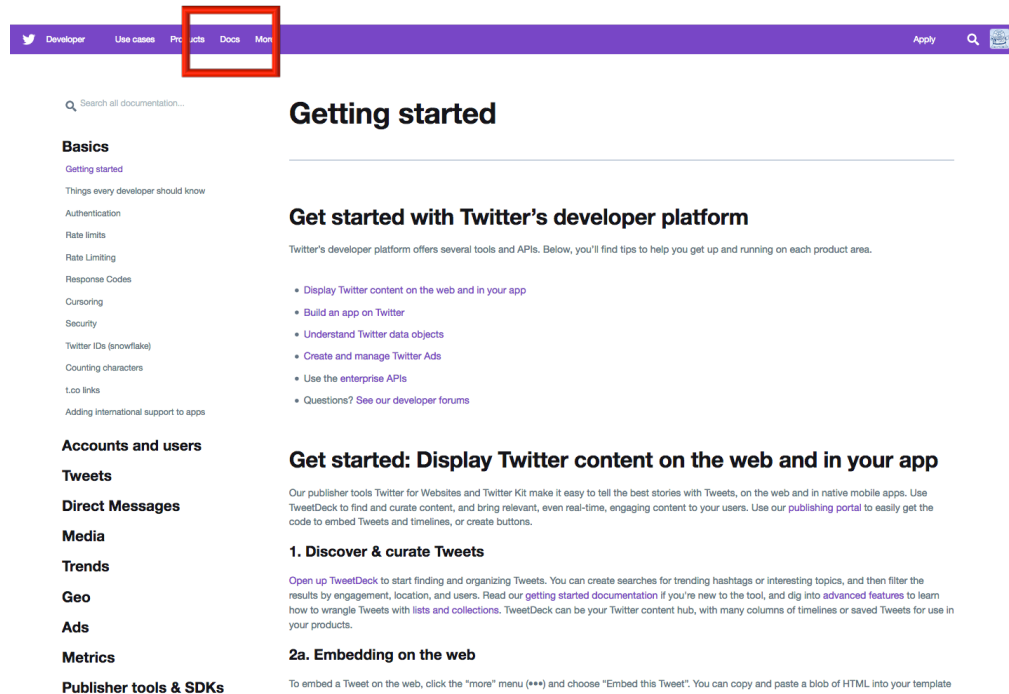 Developer Use cases Products Docs More Apply
Search all documentation...
Basics
Getting started
Things every developer should know
Authentication
Rate limits
Rate Limiting
Response Codes
Cursoring
Security
Twitter IDs (snowflake)
Counting characters
t.co links
Adding international support to apps
Accounts and users
Tweets
Direct Messages
Media
Trends
Geo
Ads
Metrics
Publisher tools & SDKs
Getting started
Get started with Twitter’s developer platform
Twitter’s developer platform offers several tools and APIs. Below, you’ll find tips to help you get up and running on each product area.
• Display Twitter content on the web and in your app
• Build an app on Twitter
• Understand Twitter data objects
• Create and manage Twitter Ads
• Use the enterprise APIs
• Questions? See our developer forums
Get started: Display Twitter content on the web and in your app
Our publisher tools Twitter for Websites and Twitter Kit make it easy to tell the best stories with Tweets, on the web and in native mobile apps. Use
TweetDeck to find and curate content, and bring relevant, even real-time, engaging content to your users. Use our publishing portal to easily get the
code to embed Tweets and timelines, or create buttons.
1. Discover & curate Tweets
Open up TweetDeck to start finding and organizing Tweets. You can create searches for trending hashtags or interesting topics, and then filter the
results by engagement, location, and users. Read our getting started documentation if you're new to the tool, and dig into advanced features to learn
how to wrangle Tweets with lists and collections. TweetDeck can be your Twitter content hub, with many columns of timelines or saved Tweets for use in
your products.
2a. Embedding on the web
To embed a Tweet on the web, click the “more” menu (•••) and choose “Embed this Tweet”. You can copy and paste a blob of HTML into your template